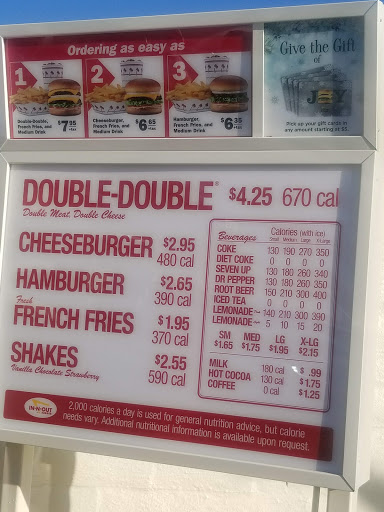 Ordering as easy as
1
Double-Double,
French Fries, and
Medium Drink
$7.95
+tax
2
Cheeseburger,
French Fries, and
Medium Drink
$6.65
+tax
3
Hamburger,
French Fries, and
Medium Drink
$6.35
+tax
Give the Gift
of
JOY
Pick up your gift cards in
any amount starting at $5.
DOUBLE-DOUBLE® $4.25 670 cal
Double Meat Double Cheese
CHEESEBURGER $2.95
480 cal
HAMBURGER $2.65
390 cal
Fresh
FRENCH FRIES $1.95
370 cal
SHAKES $2.55
Vanilla Chocolate Strawberry
590 cal
Beverages Calories (with ice)
Small Medium Large X-Large
COKE 130 190 270 350
DIET COKE 0 0 0 0
SEVEN UP 130 180 260 340
DR PEPPER 130 180 260 350
ROOT BEER 150 210 300 400
ICED TEA 0 0 0 0
LEMONADE 140 210 300 390
LEMONADE 5 10 15 20
SM MED LG X-LG
$1.65 $1.75 $1.95 $2.15
MILK 180 cal $ .99
HOT COCOA 130 cal $1.75
COFFEE 0 cal $1.25
IN-N-OUT
2,000 calories a day is used for general nutrition advice, but calorie
needs vary. Additional nutritional information is available upon request.